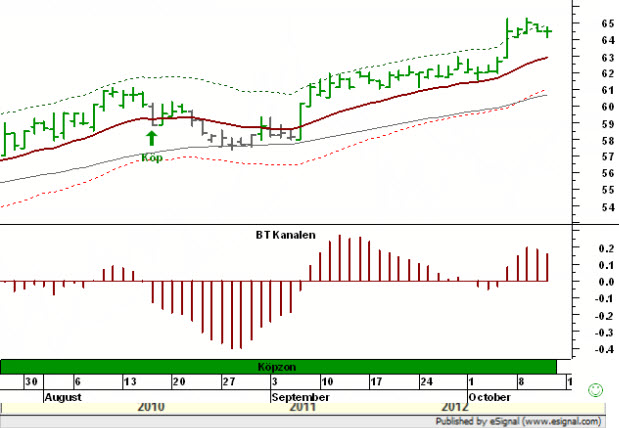 65
64
63
62
61
60
59
58
57
56
55
54
Köp
BT Kanalen
0.2
0.1
0.0
-0.1
-0.2
-0.3
-0.4
Köpzon
30 6 13 20 27 3 10 17 24 1 8 1
August September October
2010 2011 2012
Published by eSignal (www.esignal.com)